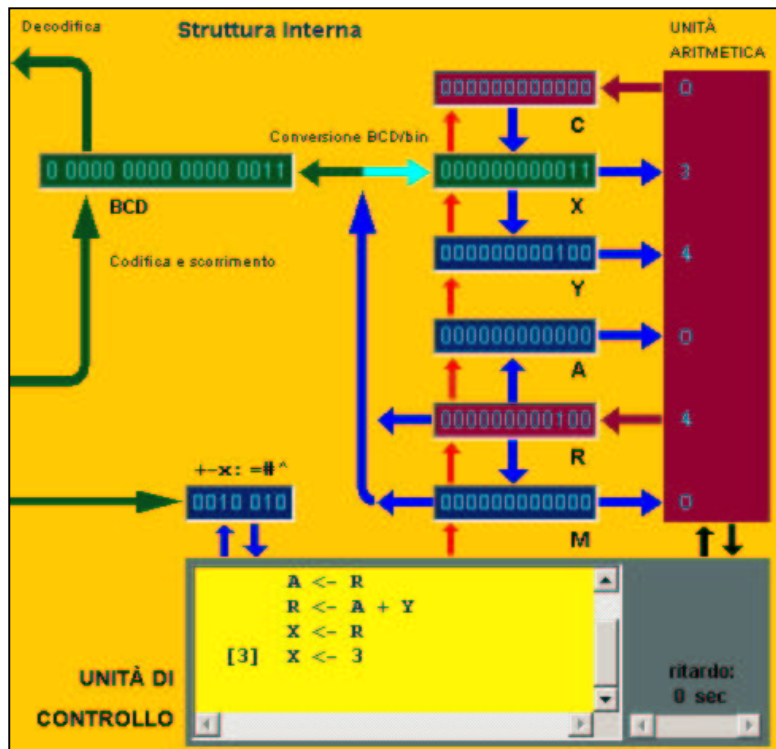 Decodifica
Struttura Interna
UNITÀ
ARITMETICA
000000000000
0
C
Conversione BCD/bin
0 0000 0000 0000 0011
000000000011
3
BCD
X
Codifica e scorrimento
000000000100
4
Y
000000000000
0
A
000000000100
4
R
+-x: =#^
0010 010
000000000000
0
M
A <- R
R <- A + Y
X <- R
[3] X <- 3
UNITÀ DI
CONTROLLO
ritardo:
0 sec